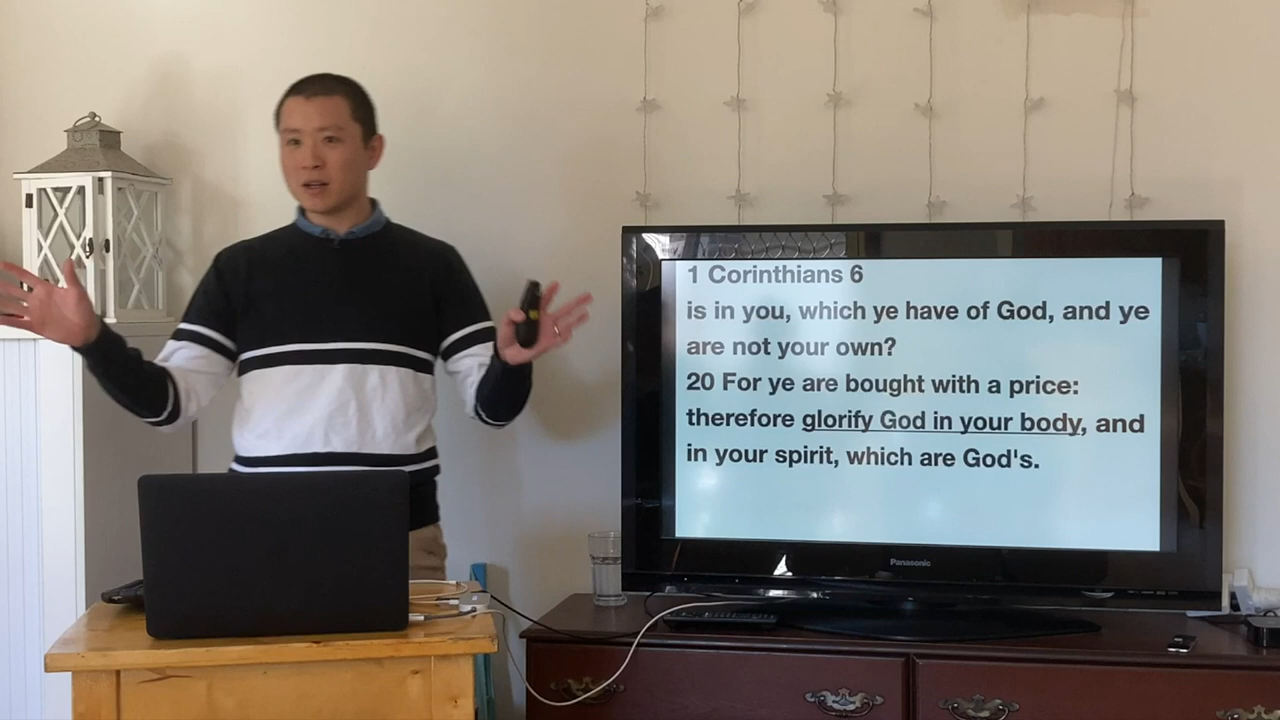 1 Corinthians 6
is in you, which ye have of God, and ye
are not your own?
20 For ye are bought with a price:
therefore glorify God in your body, and
in your spirit, which are God's.
Panasonic